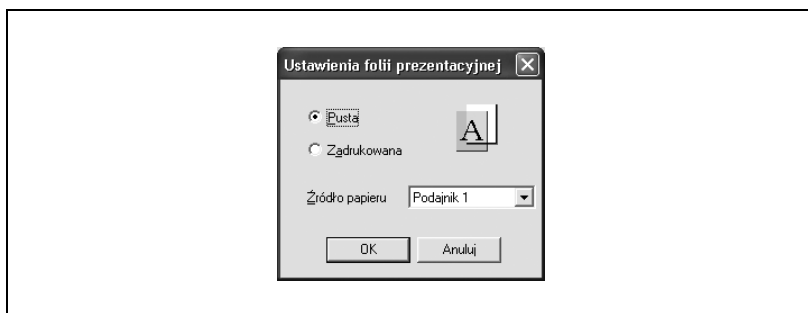 Ustawienia folii prezentacyjnej
Pusta
A
Zadrukowana
Źródło papieru Podajnik 1
OK Anuluj